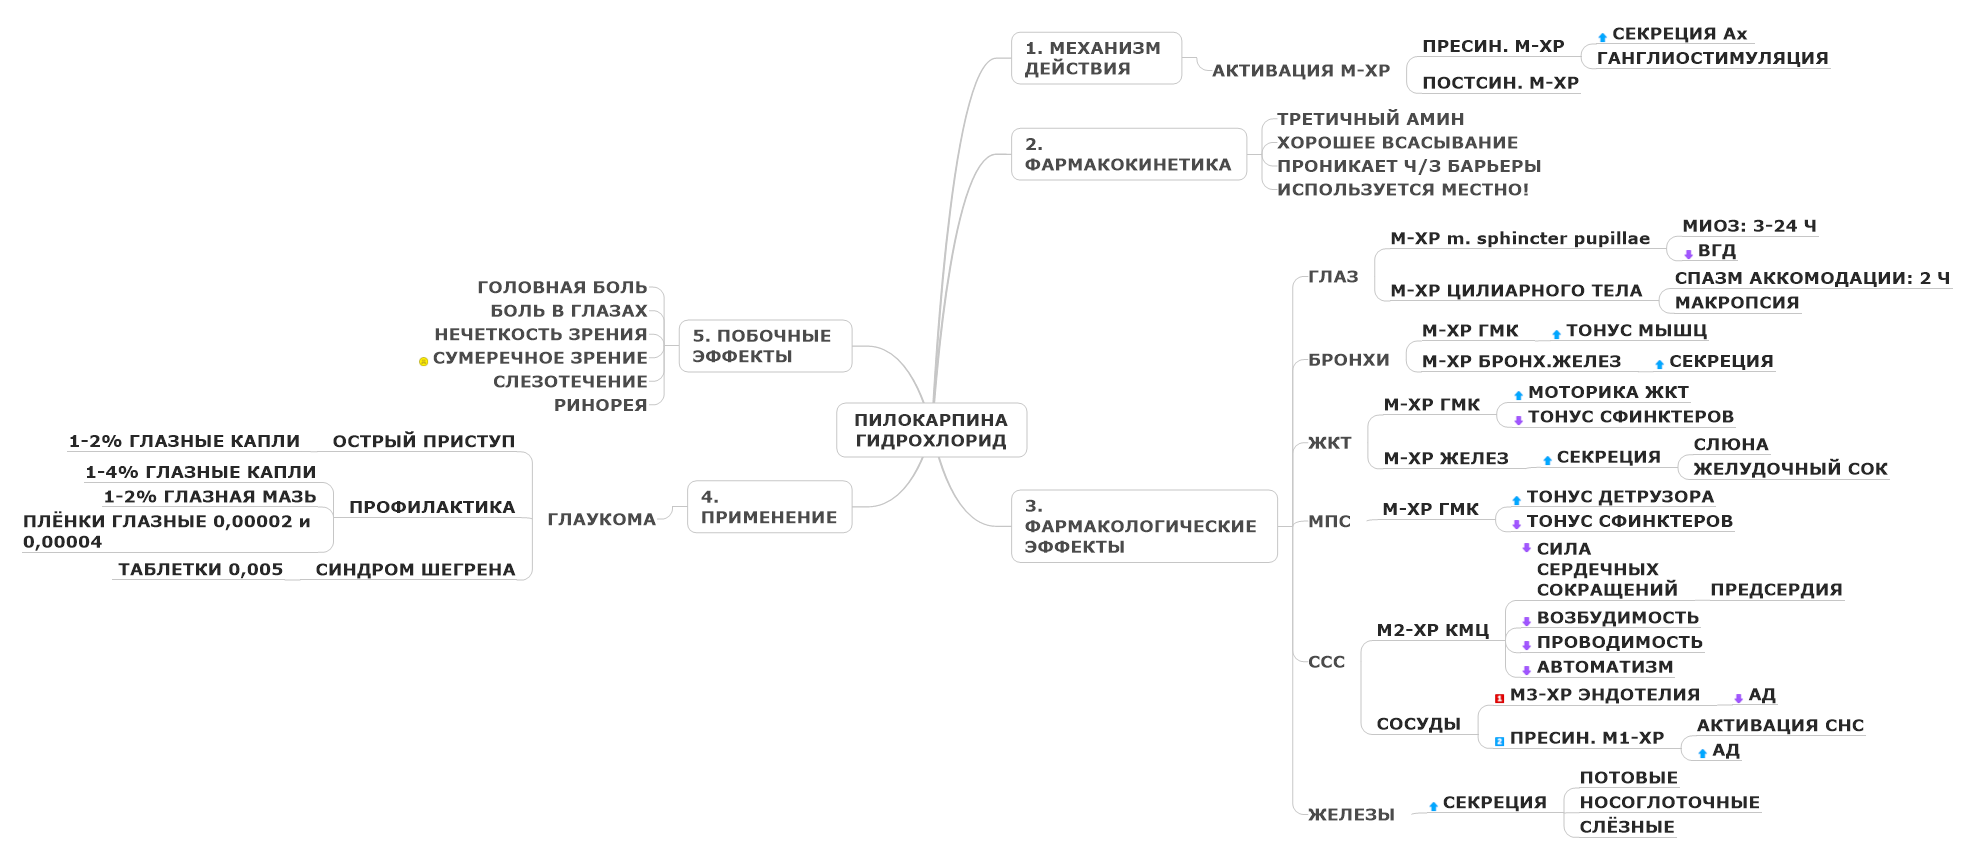 ПИЛОКАРПИНА
ГИДРОХЛОРИД
1. МЕХАНИЗМ
ДЕЙСТВИЯ
АКТИВАЦИЯ М-ХР
ПРЕСИН. М-ХР
СЕКРЕЦИЯ Ах
ГАНГЛИОСТИМУЛЯЦИЯ
ПОСТСИН. М-ХР
2.
ФАРМАКОКИНЕТИКА
ТРЕТИЧНЫЙ АМИН
ХОРОШЕЕ ВСАСЫВАНИЕ
ПРОНИКАЕТ Ч/З БАРЬЕРЫ
ИСПОЛЬЗУЕТСЯ МЕСТНО!
3.
ФАРМАКОЛОГИЧЕСКИЕ
ЭФФЕКТЫ
ГЛАЗ
М-ХР m. sphincter pupillae
МИОЗ: 3-24 Ч
ВГД
М-ХР ЦИЛИАРНОГО ТЕЛА
СПАЗМ АККОМОДАЦИИ: 2 Ч
МАКРОПСИЯ
БРОНХИ
М-ХР ГМК
ТОНУС МЫШЦ
М-ХР БРОНХ.ЖЕЛЕЗ
СЕКРЕЦИЯ
ЖКТ
М-ХР ГМК
МОТОРИКА ЖКТ
ТОНУС СФИНКТЕРОВ
М-ХР ЖЕЛЕЗ
СЕКРЕЦИЯ
СЛЮНА
ЖЕЛУДОЧНЫЙ СОК
МПС
М-ХР ГМК
ТОНУС ДЕТРУЗОРА
ТОНУС СФИНКТЕРОВ
ССС
М2-ХР КМЦ
СИЛА
СЕРДЕЧНЫХ
СОКРАЩЕНИЙ
ПРЕДСЕРДИЯ
ВОЗБУДИМОСТЬ
ПРОВОДИМОСТЬ
АВТОМАТИЗМ
СОСУДЫ
1 М3-ХР ЭНДОТЕЛИЯ
АД
2 ПРЕСИН. М1-ХР
АКТИВАЦИЯ СНС
АД
ЖЕЛЕЗЫ
СЕКРЕЦИЯ
ПОТОВЫЕ
НОСОГЛОТОЧНЫЕ
СЛЁЗНЫЕ
4.
ПРИМЕНЕНИЕ
ГЛАУКОМА
ОСТРЫЙ ПРИСТУП
1-2% ГЛАЗНЫЕ КАПЛИ
ПРОФИЛАКТИКА
1-4% ГЛАЗНЫЕ КАПЛИ
1-2% ГЛАЗНАЯ МАЗЬ
ПЛЁНКИ ГЛАЗНЫЕ 0,00002 и
0,00004
СИНДРОМ ШЕГРЕНА
ТАБЛЕТКИ 0,005
5. ПОБОЧНЫЕ
ЭФФЕКТЫ
ГОЛОВНАЯ БОЛЬ
БОЛЬ В ГЛАЗАХ
НЕЧЕТКОСТЬ ЗРЕНИЯ
СУМЕРЕЧНОЕ ЗРЕНИЕ
СЛЕЗОТЕЧЕНИЕ
РИНОРЕЯ